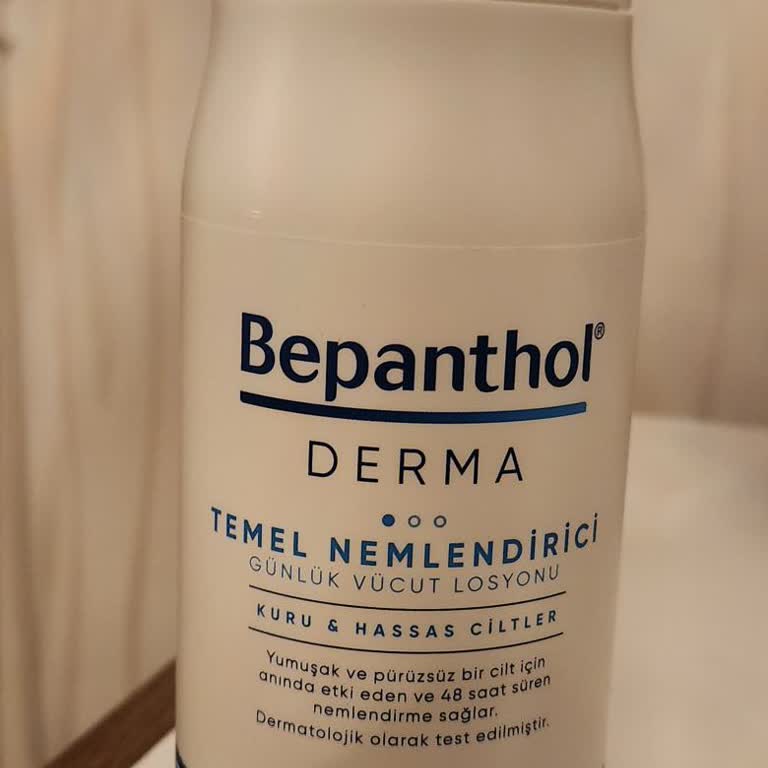 Bepanthol®
DERMA
TEMEL NEMLENDİRİCİ
GÜNLÜK VÜCUT LOSYONU
KURU & HASSAS CİLTLER
Yumuşak ve pürüzsüz bir cilt için
anında etki eden ve 48 saat süren
nemlendirme sağlar.
Dermatolojik olarak test edilmiştir.